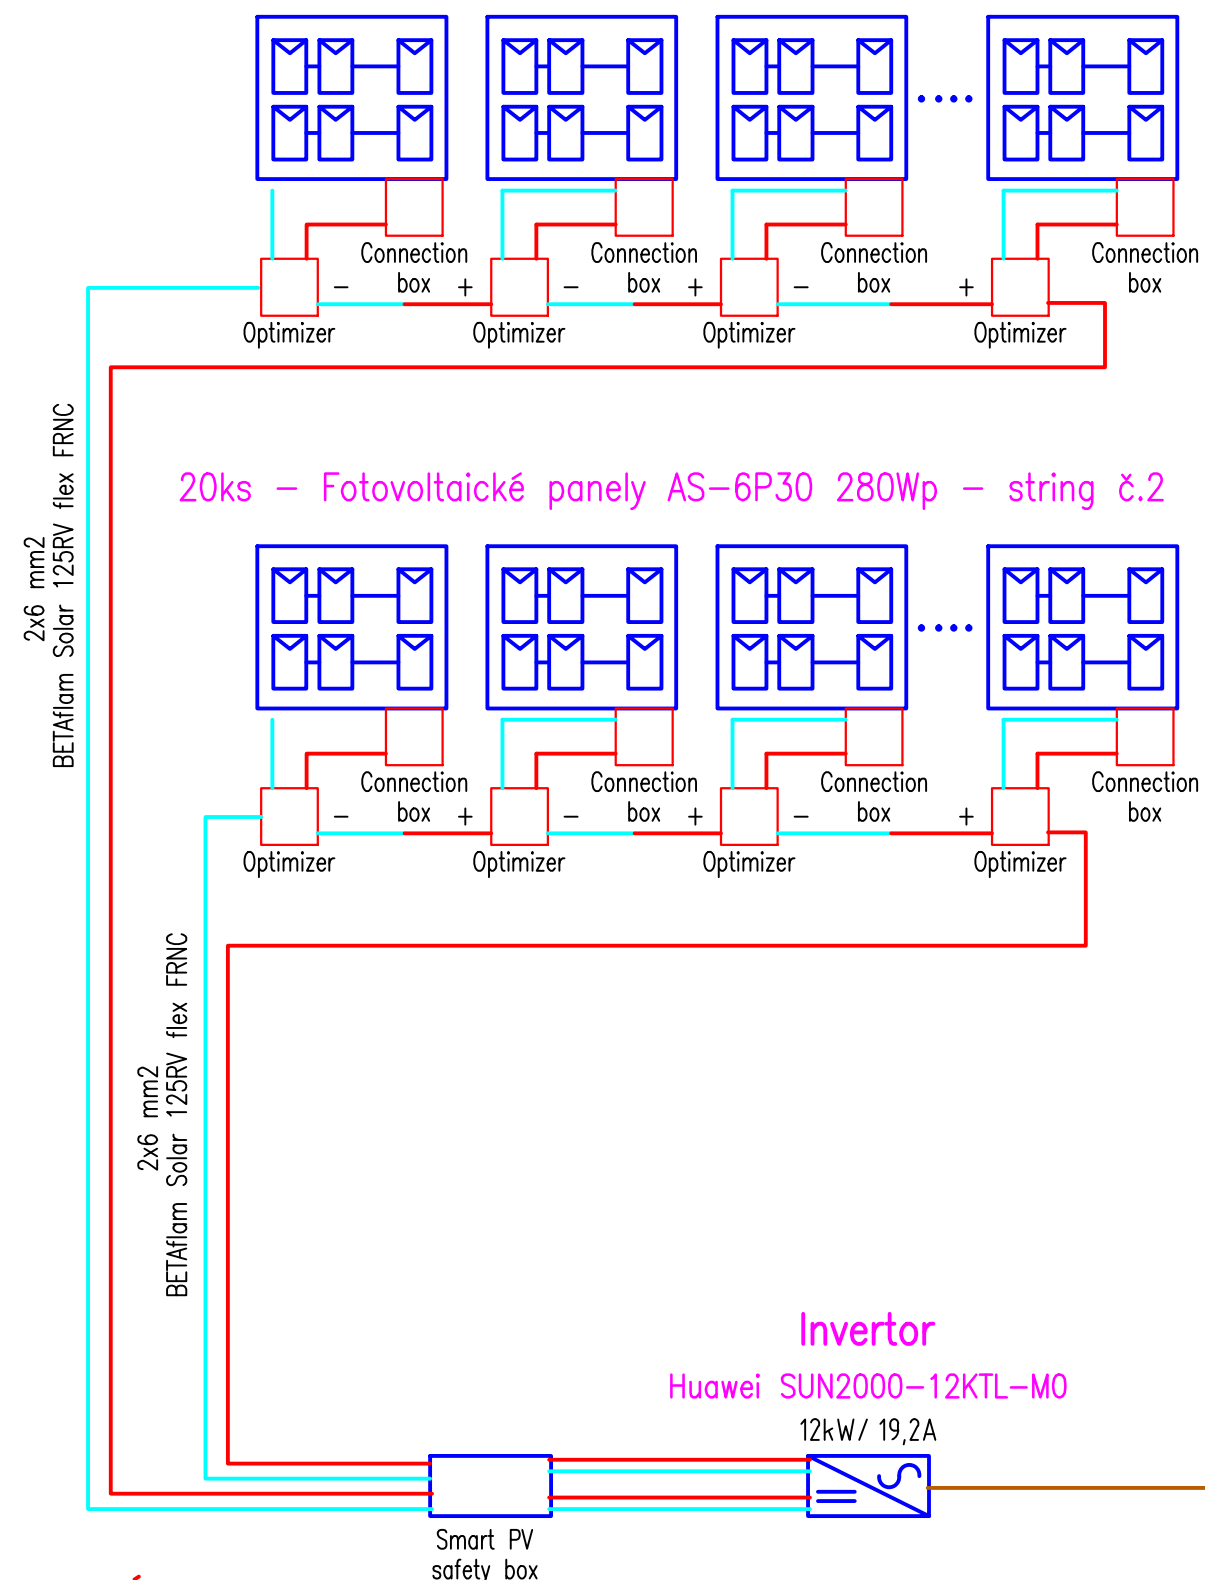 Connection
box
Connection
box
Connection
box
Connection
box
− +
− +
− +
Optimizer
Optimizer
Optimizer
Optimizer
2x6 mm2
BETAflam Solar 125RV flex FRNC
20ks − Fotovoltaické panely AS−6P30 280Wp − string č.2
Connection
box
Connection
box
Connection
box
Connection
box
− +
− +
− +
Optimizer
Optimizer
Optimizer
Optimizer
2x6 mm2
BETAflam Solar 125RV flex FRNC
Invertor
Huawei SUN2000−12KTL−M0
12kW/ 19,2A
Smart PV
safety box